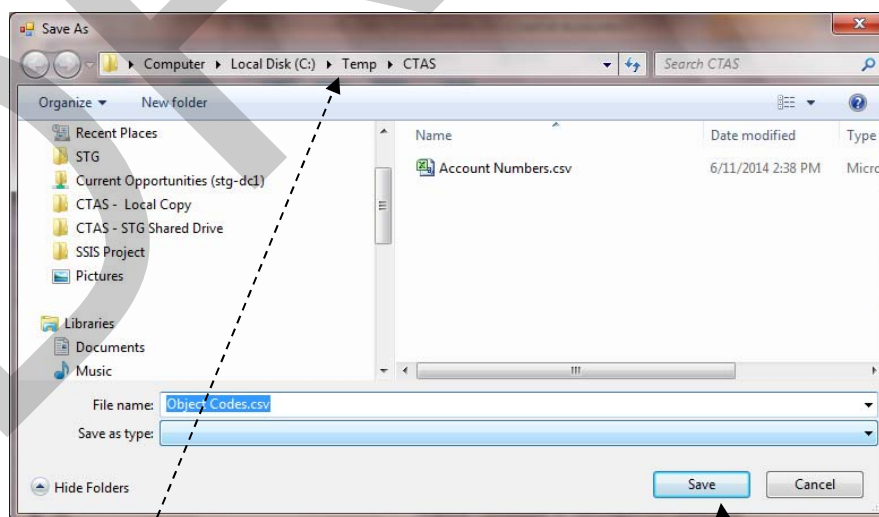 Save As
Computer ▸ Local Disk (C:) ▸ Temp ▸ CTAS
Search CTAS
Organize
New folder
Recent Places
STG
Current Opportunities (stg-dc1)
CTAS - Local Copy
CTAS - STG Shared Drive
SSIS Project
Pictures
Libraries
Documents
Music
Name
Date modified
Type
Account Numbers.csv
6/11/2014 2:38 PM
Micro
File name: Object Codes.csv
Save as type:
Hide Folders
Save
Cancel